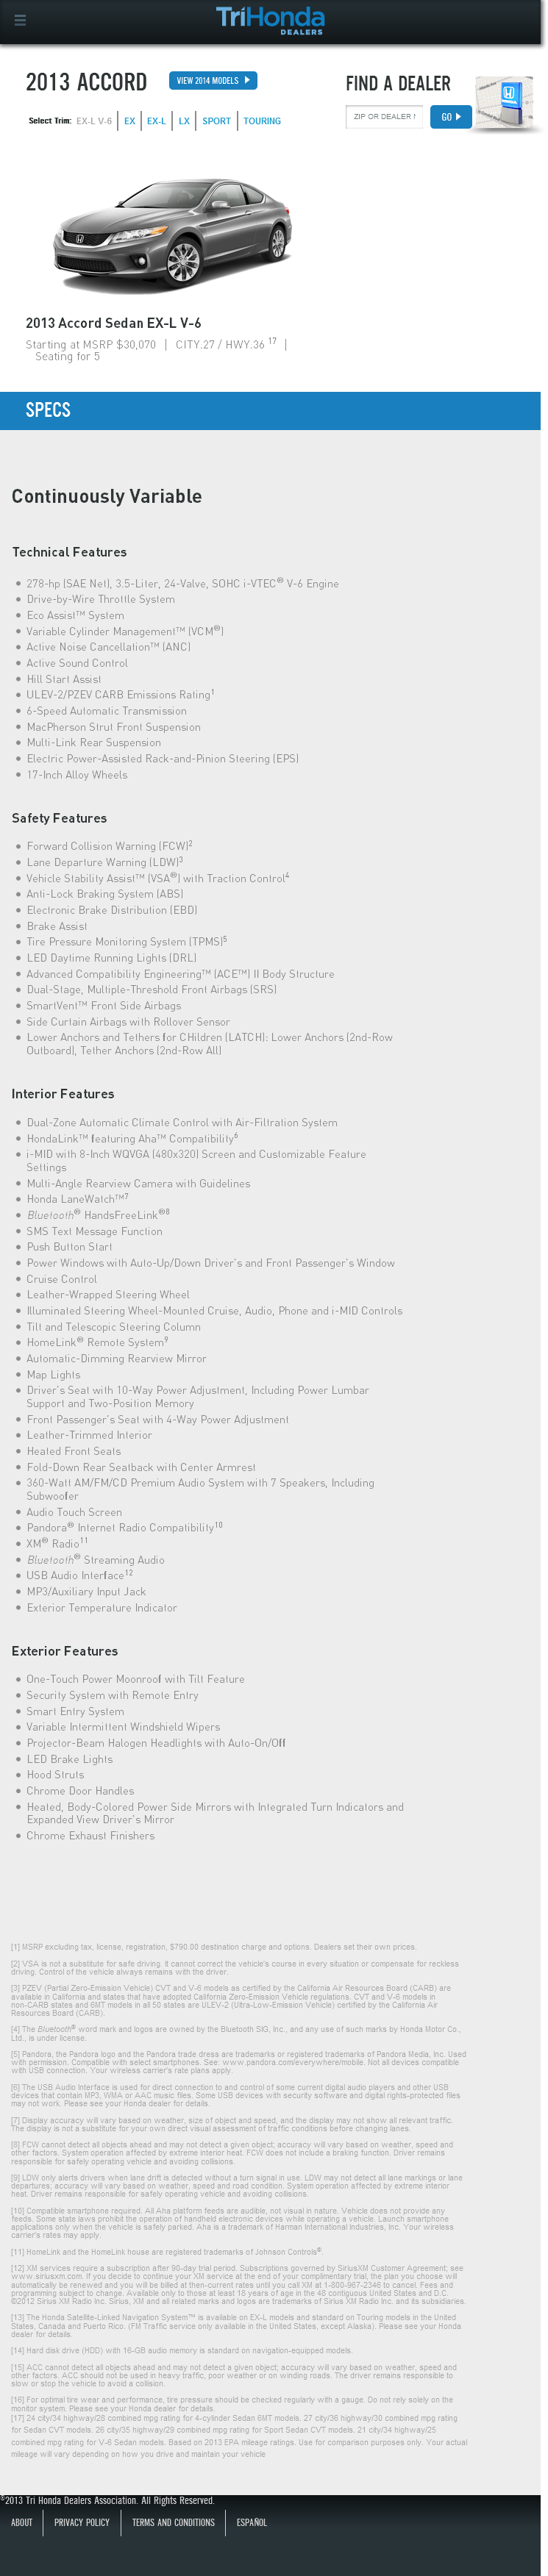 TriHonda
DEALERS
2013 ACCORD
VIEW 2014 MODELS
FIND A DEALER
Select Trim: EX-L V-6 EX EX-L LX SPORT TOURING
GO
2013 Accord Sedan EX-L V-6
Starting at MSRP $30,070 | CITY.27 / HWY.36 17 |
Seating for 5
SPECS
Continuously Variable
Technical Features
278-hp (SAE Net), 3.5-Liter, 24-Valve, SOHC i-VTEC® V-6 Engine
Drive-by-Wire Throttle System
Eco Assist™ System
Variable Cylinder Management™ (VCM®)
Active Noise Cancellation™ (ANC)
Active Sound Control
Hill Start Assist
ULEV-2/PZEV CARB Emissions Rating1
6-Speed Automatic Transmission
MacPherson Strut Front Suspension
Multi-Link Rear Suspension
Electric Power-Assisted Rack-and-Pinion Steering (EPS)
17-Inch Alloy Wheels
Safety Features
Forward Collision Warning (FCW)2
Lane Departure Warning (LDW)3
Vehicle Stability Assist™ (VSA®) with Traction Control4
Anti-Lock Braking System (ABS)
Electronic Brake Distribution (EBD)
Brake Assist
Tire Pressure Monitoring System (TPMS)5
LED Daytime Running Lights (DRL)
Advanced Compatibility Engineering™ (ACE™) II Body Structure
Dual-Stage, Multiple-Threshold Front Airbags (SRS)
SmartVent™ Front Side Airbags
Side Curtain Airbags with Rollover Sensor
Lower Anchors and Tethers for CHildren (LATCH): Lower Anchors (2nd-Row
Outboard), Tether Anchors (2nd-Row All)
Interior Features
Dual-Zone Automatic Climate Control with Air-Filtration System
HondaLink™ featuring Aha™ Compatibility6
i-MID with 8-Inch WQVGA (480x320) Screen and Customizable Feature
Settings
Multi-Angle Rearview Camera with Guidelines
Honda LaneWatch™7
Bluetooth® HandsFreeLink®8
SMS Text Message Function
Push Button Start
Power Windows with Auto-Up/Down Driver's and Front Passenger's Window
Cruise Control
Leather-Wrapped Steering Wheel
Illuminated Steering Wheel-Mounted Cruise, Audio, Phone and i-MID Controls
Tilt and Telescopic Steering Column
HomeLink® Remote System9
Automatic-Dimming Rearview Mirror
Map Lights
Driver's Seat with 10-Way Power Adjustment, Including Power Lumbar
Support and Two-Position Memory
Front Passenger's Seat with 4-Way Power Adjustment
Leather-Trimmed Interior
Heated Front Seats
Fold-Down Rear Seatback with Center Armrest
360-Watt AM/FM/CD Premium Audio System with 7 Speakers, Including
Subwoofer
Audio Touch Screen
Pandora® Internet Radio Compatibility10
XM® Radio11
Bluetooth® Streaming Audio
USB Audio Interface12
MP3/Auxiliary Input Jack
Exterior Temperature Indicator
Exterior Features
One-Touch Power Moonroof with Tilt Feature
Security System with Remote Entry
Smart Entry System
Variable Intermittent Windshield Wipers
Projector-Beam Halogen Headlights with Auto-On/Off
LED Brake Lights
Hood Struts
Chrome Door Handles
Heated, Body-Colored Power Side Mirrors with Integrated Turn Indicators and
Expanded View Driver's Mirror
Chrome Exhaust Finishers
[1] MSRP excluding tax, license, registration, $790.00 destination charge and options. Dealers set their own prices.
[2] VSA is not a substitute for safe driving. It cannot correct the vehicle's course in every situation or compensate for reckless
driving. Control of the vehicle always remains with the driver.
[3] PZEV (Partial Zero-Emission Vehicle) CVT and V-6 models as certified by the California Air Resources Board (CARB) are
available in California and states that have adopted California Zero-Emission Vehicle regulations. CVT and V-6 models in
non-CARB states and 6MT models in all 50 states are ULEV-2 (Ultra-Low-Emission Vehicle) certified by the California Air
Resources Board (CARB).
[4] The Bluetooth® word mark and logos are owned by the Bluetooth SIG, Inc., and any use of such marks by Honda Motor Co.,
Ltd., is under license.
[5] Pandora, the Pandora logo and the Pandora trade dress are trademarks or registered trademarks of Pandora Media, Inc. Used
with permission. Compatible with select smartphones. See: www.pandora.com/everywhere/mobile. Not all devices compatible
with USB connection. Your wireless carrier's rate plans apply.
[6] The USB Audio Interface is used for direct connection to and control of some current digital audio players and other USB
devices that contain MP3, WMA or AAC music files. Some USB devices with security software and digital rights-protected files
may not work. Please see your Honda dealer for details.
[7] Display accuracy will vary based on weather, size of object and speed, and the display may not show all relevant traffic.
The display is not a substitute for your own direct visual assessment of traffic conditions before changing lanes.
[8] FCW cannot detect all objects ahead and may not detect a given object; accuracy will vary based on weather, speed and
other factors. System operation affected by extreme interior heat. FCW does not include a braking function. Driver remains
responsible for safely operating vehicle and avoiding collisions.
[9] LDW only alerts drivers when lane drift is detected without a turn signal in use. LDW may not detect all lane markings or lane
departures; accuracy will vary based on weather, speed and road condition. System operation affected by extreme interior
heat. Driver remains responsible for safely operating vehicle and avoiding collisions.
[10] Compatible smartphone required. All Aha platform feeds are audible, not visual in nature. Vehicle does not provide any
feeds. Some state laws prohibit the operation of handheld electronic devices while operating a vehicle. Launch smartphone
applications only when the vehicle is safely parked. Aha is a trademark of Harman International Industries, Inc. Your wireless
carrier's rates may apply.
[11] HomeLink and the HomeLink house are registered trademarks of Johnson Controls®.
[12] XM services require a subscription after 90-day trial period. Subscriptions governed by SiriusXM Customer Agreement; see
www.siriusxm.com. If you decide to continue your XM service at the end of your complimentary trial, the plan you choose will
automatically be renewed and you will be billed at then-current rates until you call XM at 1-800-967-2346 to cancel. Fees and
programming subject to change. Available only to those at least 18 years of age in the 48 contiguous United States and D.C.
©2012 Sirius XM Radio Inc. Sirius, XM and all related marks and logos are trademarks of Sirius XM Radio Inc. and its subsidiaries.
[13] The Honda Satellite-Linked Navigation System™ is available on EX-L models and standard on Touring models in the United
States, Canada and Puerto Rico. (FM Traffic service only available in the United States, except Alaska). Please see your Honda
dealer for details.
[14] Hard disk drive (HDD) with 16-GB audio memory is standard on navigation-equipped models.
[15] ACC cannot detect all objects ahead and may not detect a given object; accuracy will vary based on weather, speed and
other factors. ACC should not be used in heavy traffic, poor weather or on winding roads. The driver remains responsible to
slow or stop the vehicle to avoid a collision.
[16] For optimal tire wear and performance, tire pressure should be checked regularly with a gauge. Do not rely solely on the
monitor system. Please see your Honda dealer for details.
[17] 24 city/34 highway/28 combined mpg rating for 4-cylinder Sedan 6MT models. 27 city/36 highway/30 combined mpg rating
for Sedan CVT models. 26 city/35 highway/29 combined mpg rating for Sport Sedan CVT models. 21 city/34 highway/25
combined mpg rating for V-6 Sedan models. Based on 2013 EPA mileage ratings. Use for comparison purposes only. Your actual
mileage will vary depending on how you drive and maintain your vehicle
©2013 Tri Honda Dealers Association. All Rights Reserved.
ABOUT PRIVACY POLICY TERMS AND CONDITIONS ESPAÑOL